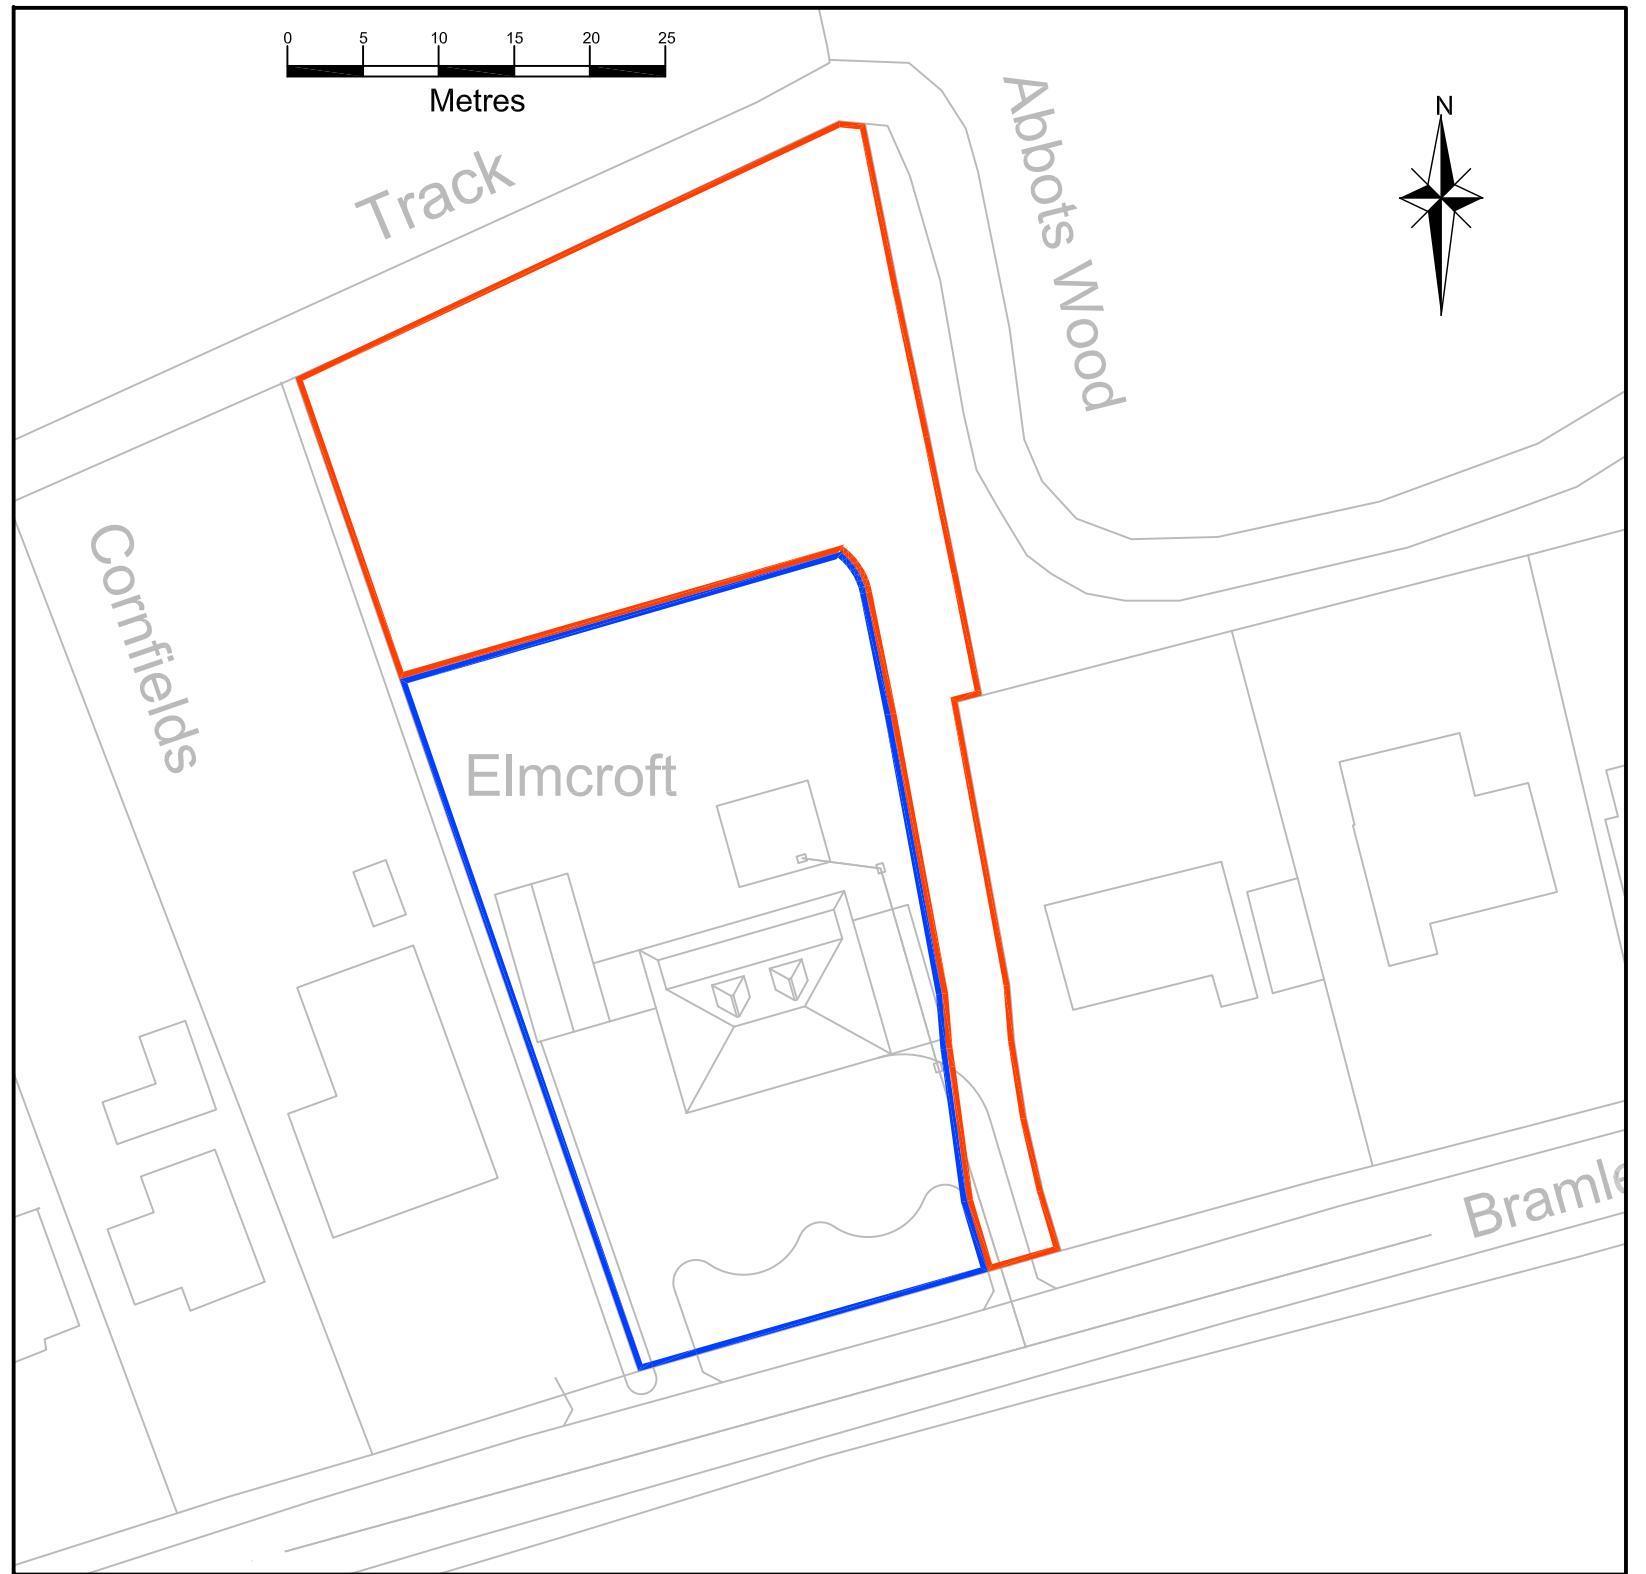 0 5 10 15 20 25
Metres
N
Track
Abbots Wood
Cornfields
Elmcroft
Bramle